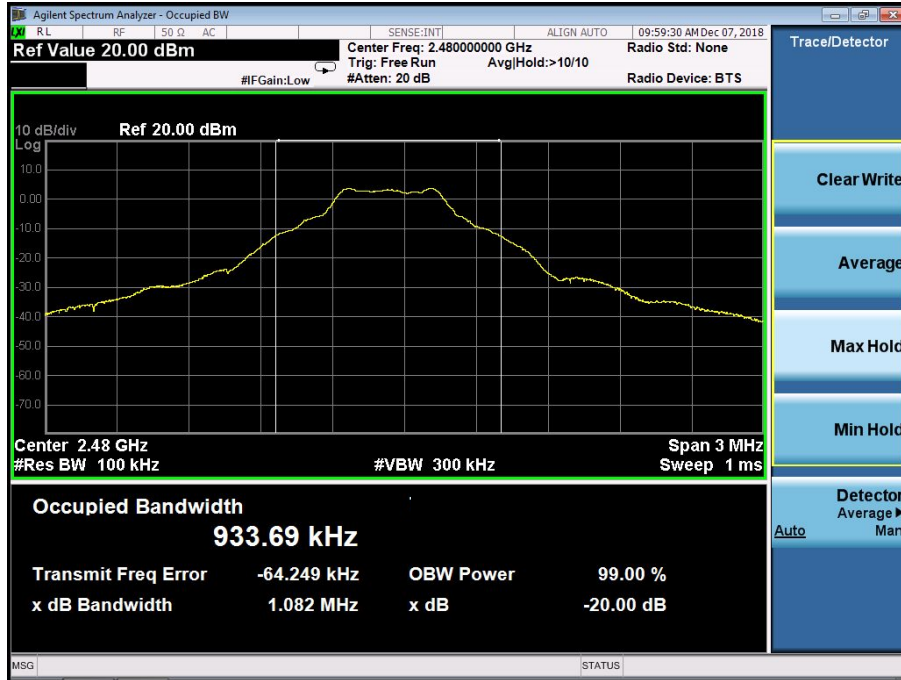 Agilent Spectrum Analyzer - Occupied BW
LXI RL RF 50 Ω AC SENSE:INT ALIGN AUTO 09:59:30 AM Dec 07, 2018
Ref Value 20.00 dBm
Center Freq: 2.480000000 GHz
Radio Std: None
Trig: Free Run
Avg|Hold:>10/10
#IFGain:Low
#Atten: 20 dB
Radio Device: BTS
10 dB/div
Ref 20.00 dBm
Log
10.0
0.00
-10.0
-20.0
-30.0
-40.0
-50.0
-60.0
-70.0
Center 2.48 GHz
Span 3 MHz
#Res BW 100 kHz
#VBW 300 kHz
Sweep 1 ms
Occupied Bandwidth
933.69 kHz
Transmit Freq Error -64.249 kHz OBW Power 99.00 %
x dB Bandwidth 1.082 MHz x dB -20.00 dB
MSG
STATUS
Trace/Detector
Clear Write
Average
Max Hold
Min Hold
Detector
Average
Auto Man